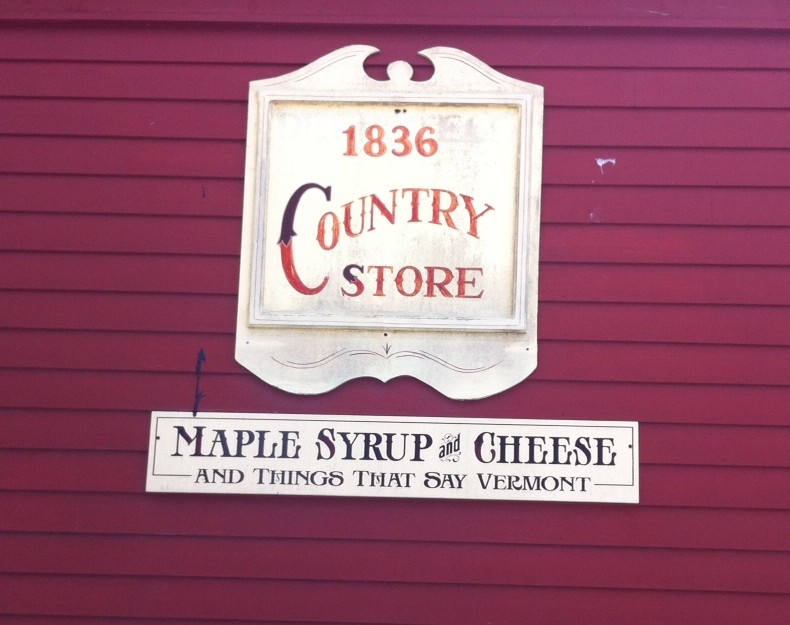 1836
COUNTRY
STORE
MAPLE SYRUP and CHEESE
AND THINGS THAT SAY VERMONT